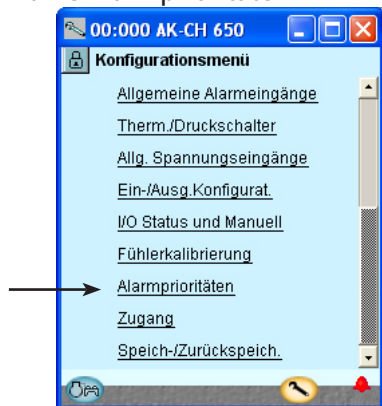 00:000 AK-CH 650
Konfigurationsmenü
Allgemeine Alarmeingänge
Therm./Druckschalter
Allg. Spannungseingänge
Ein-/Ausg.Konfigurat.
I/O Status und Manuell
Fühlerkalibrierung
Alarmprioritäten
Zugang
Speich-/Zurückspeich.